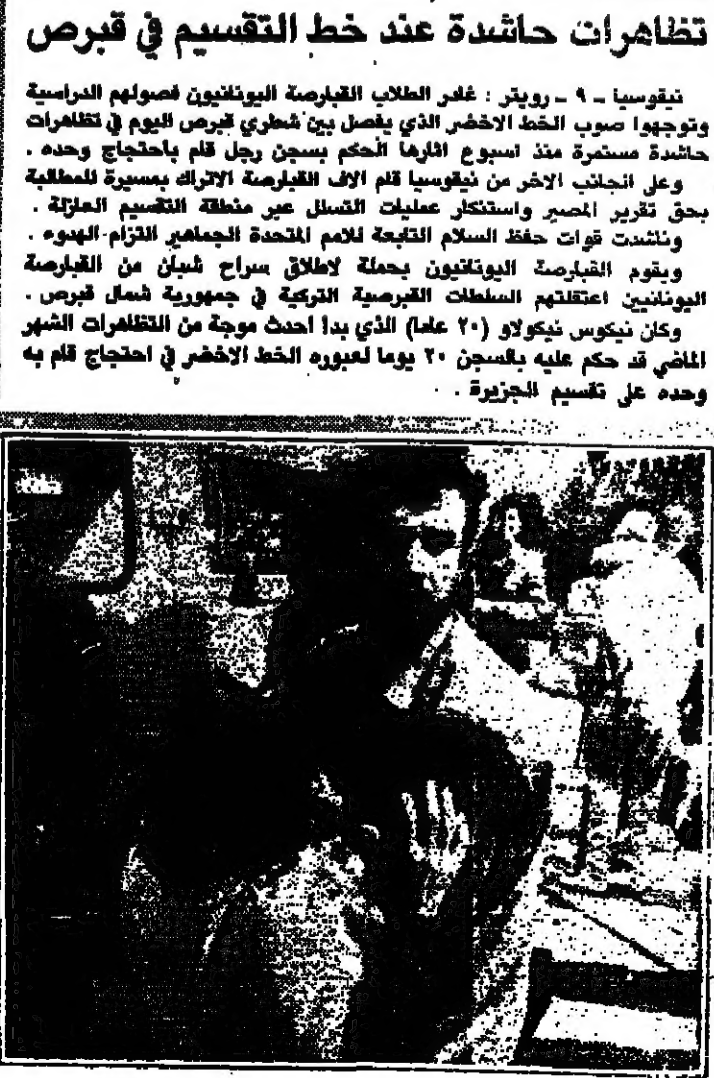 تظاهرات حاشدة عند خط التقسيم في قبرص
نيقوسيا - ٩ - رويتر : غادر الطلاب القبارصة اليونانيون فصولهم الدراسية
وتوجهوا صوب الخط الاخضر الذي يفصل بين شطري قبرص اليوم في تظاهرات
حاشدة مستمرة منذ اسبوع اثارها الحكم بسجن رجل قام باحتجاج وحده .
وعلى الجانب الاخر من نيقوسيا قام الاف القبارصة الاتراك بمسيرة للمطالبة
بحق تقرير المصير واستنكار عمليات التسلل عبر منطقة التقسيم العازلة .
وناشدت قوات حفظ السلام التابعة للامم المتحدة الجماهير التزام الهدوء .
ويقوم القبارصة اليونانيون بحملة لاطلاق سراح شبان من القبارصة
اليونانيين اعتقلتهم السلطات القبرصية التركية في جمهورية شمال قبرص .
وكان نيكوس نيكولاو (٢٠ عاما) الذي بدا احدث موجة من التظاهرات الشهر
الماضي قد حكم عليه بالسجن ٢٠ يوما لعبوره الخط الاخضر في احتجاج قام به
وحده على تقسيم الجزيرة .